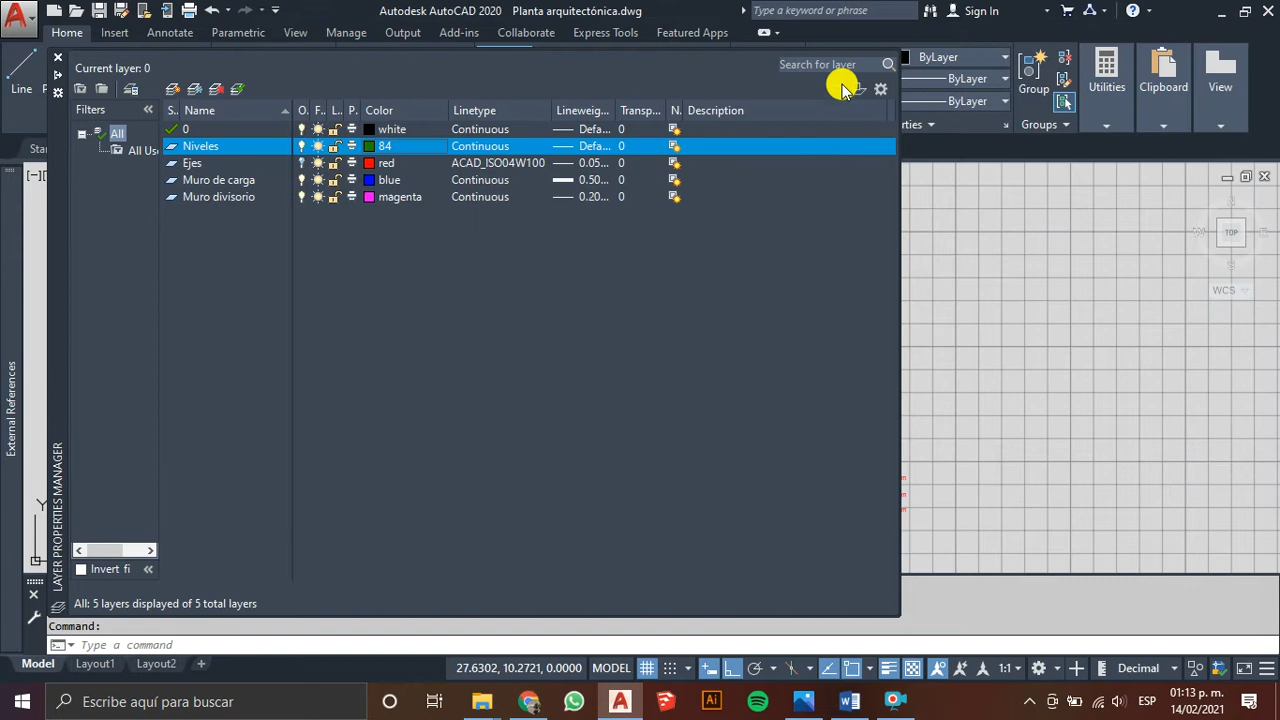 Autodesk AutoCAD 2020 Planta arquitectónica.dwg
Type a keyword or phrase
Sign In
Home Insert Annotate Parametric View Manage Output Add-ins Collaborate Express Tools Featured Apps
Line
ByLayer
ByLayer
ByLayer
Group
Utilities
Clipboard
View
erties
Groups
Star
Current layer: 0
Search for layer
Filters
S.. Name O. F.. L.. P. Color Linetype Lineweig... Transp... N. Description
All
All Use
0 white Continuous Defa... 0
Niveles 84 Continuous Defa... 0
Ejes red ACAD_ISO04W100 0.05... 0
Muro de carga blue Continuous 0.50... 0
Muro divisorio magenta Continuous 0.20... 0
[—][
TOP
N
W
E
S
WCS
External References
LAYER PROPERTIES MANAGER
Y
Invert fi
All: 5 layers displayed of 5 total layers
Command:
Type a command
Model Layout1 Layout2 +
27.6302, 10.2721, 0.0000 MODEL 1:1 Decimal
Escribe aquí para buscar
Ai
ESP
01:13 p. m.
14/02/2021